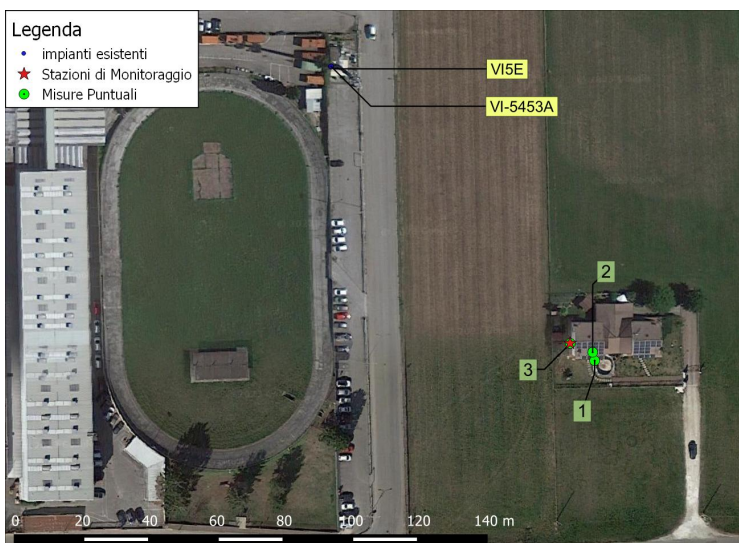 Legenda
impianti esistenti
Stazioni di Monitoraggio
Misure Puntuali
VI5E
VI-5453A
2
3
1
0 20 40 60 80 100 120 140 m